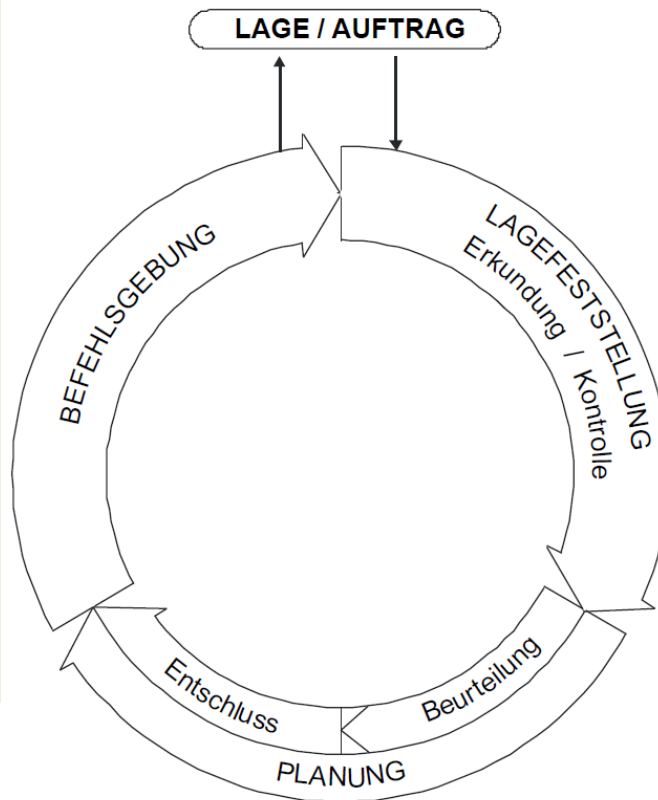 LAGE / AUFTRAG
LAGEFESTSTELLUNG
Erkundung / Kontrolle
Beurteilung
Entschluss
PLANUNG
BEFEHLSGEBUNG